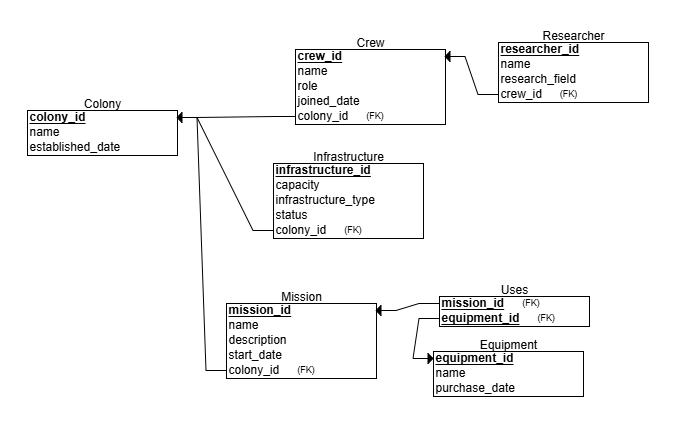 Crew
crew_id
name
role
joined_date
colony_id (FK)
Researcher
researcher_id
name
research_field
crew_id (FK)
Colony
colony_id
name
established_date
Infrastructure
infrastructure_id
capacity
infrastructure_type
status
colony_id (FK)
Mission
mission_id
name
description
start_date
colony_id (FK)
Uses
mission_id (FK)
equipment_id (FK)
Equipment
equipment_id
name
purchase_date